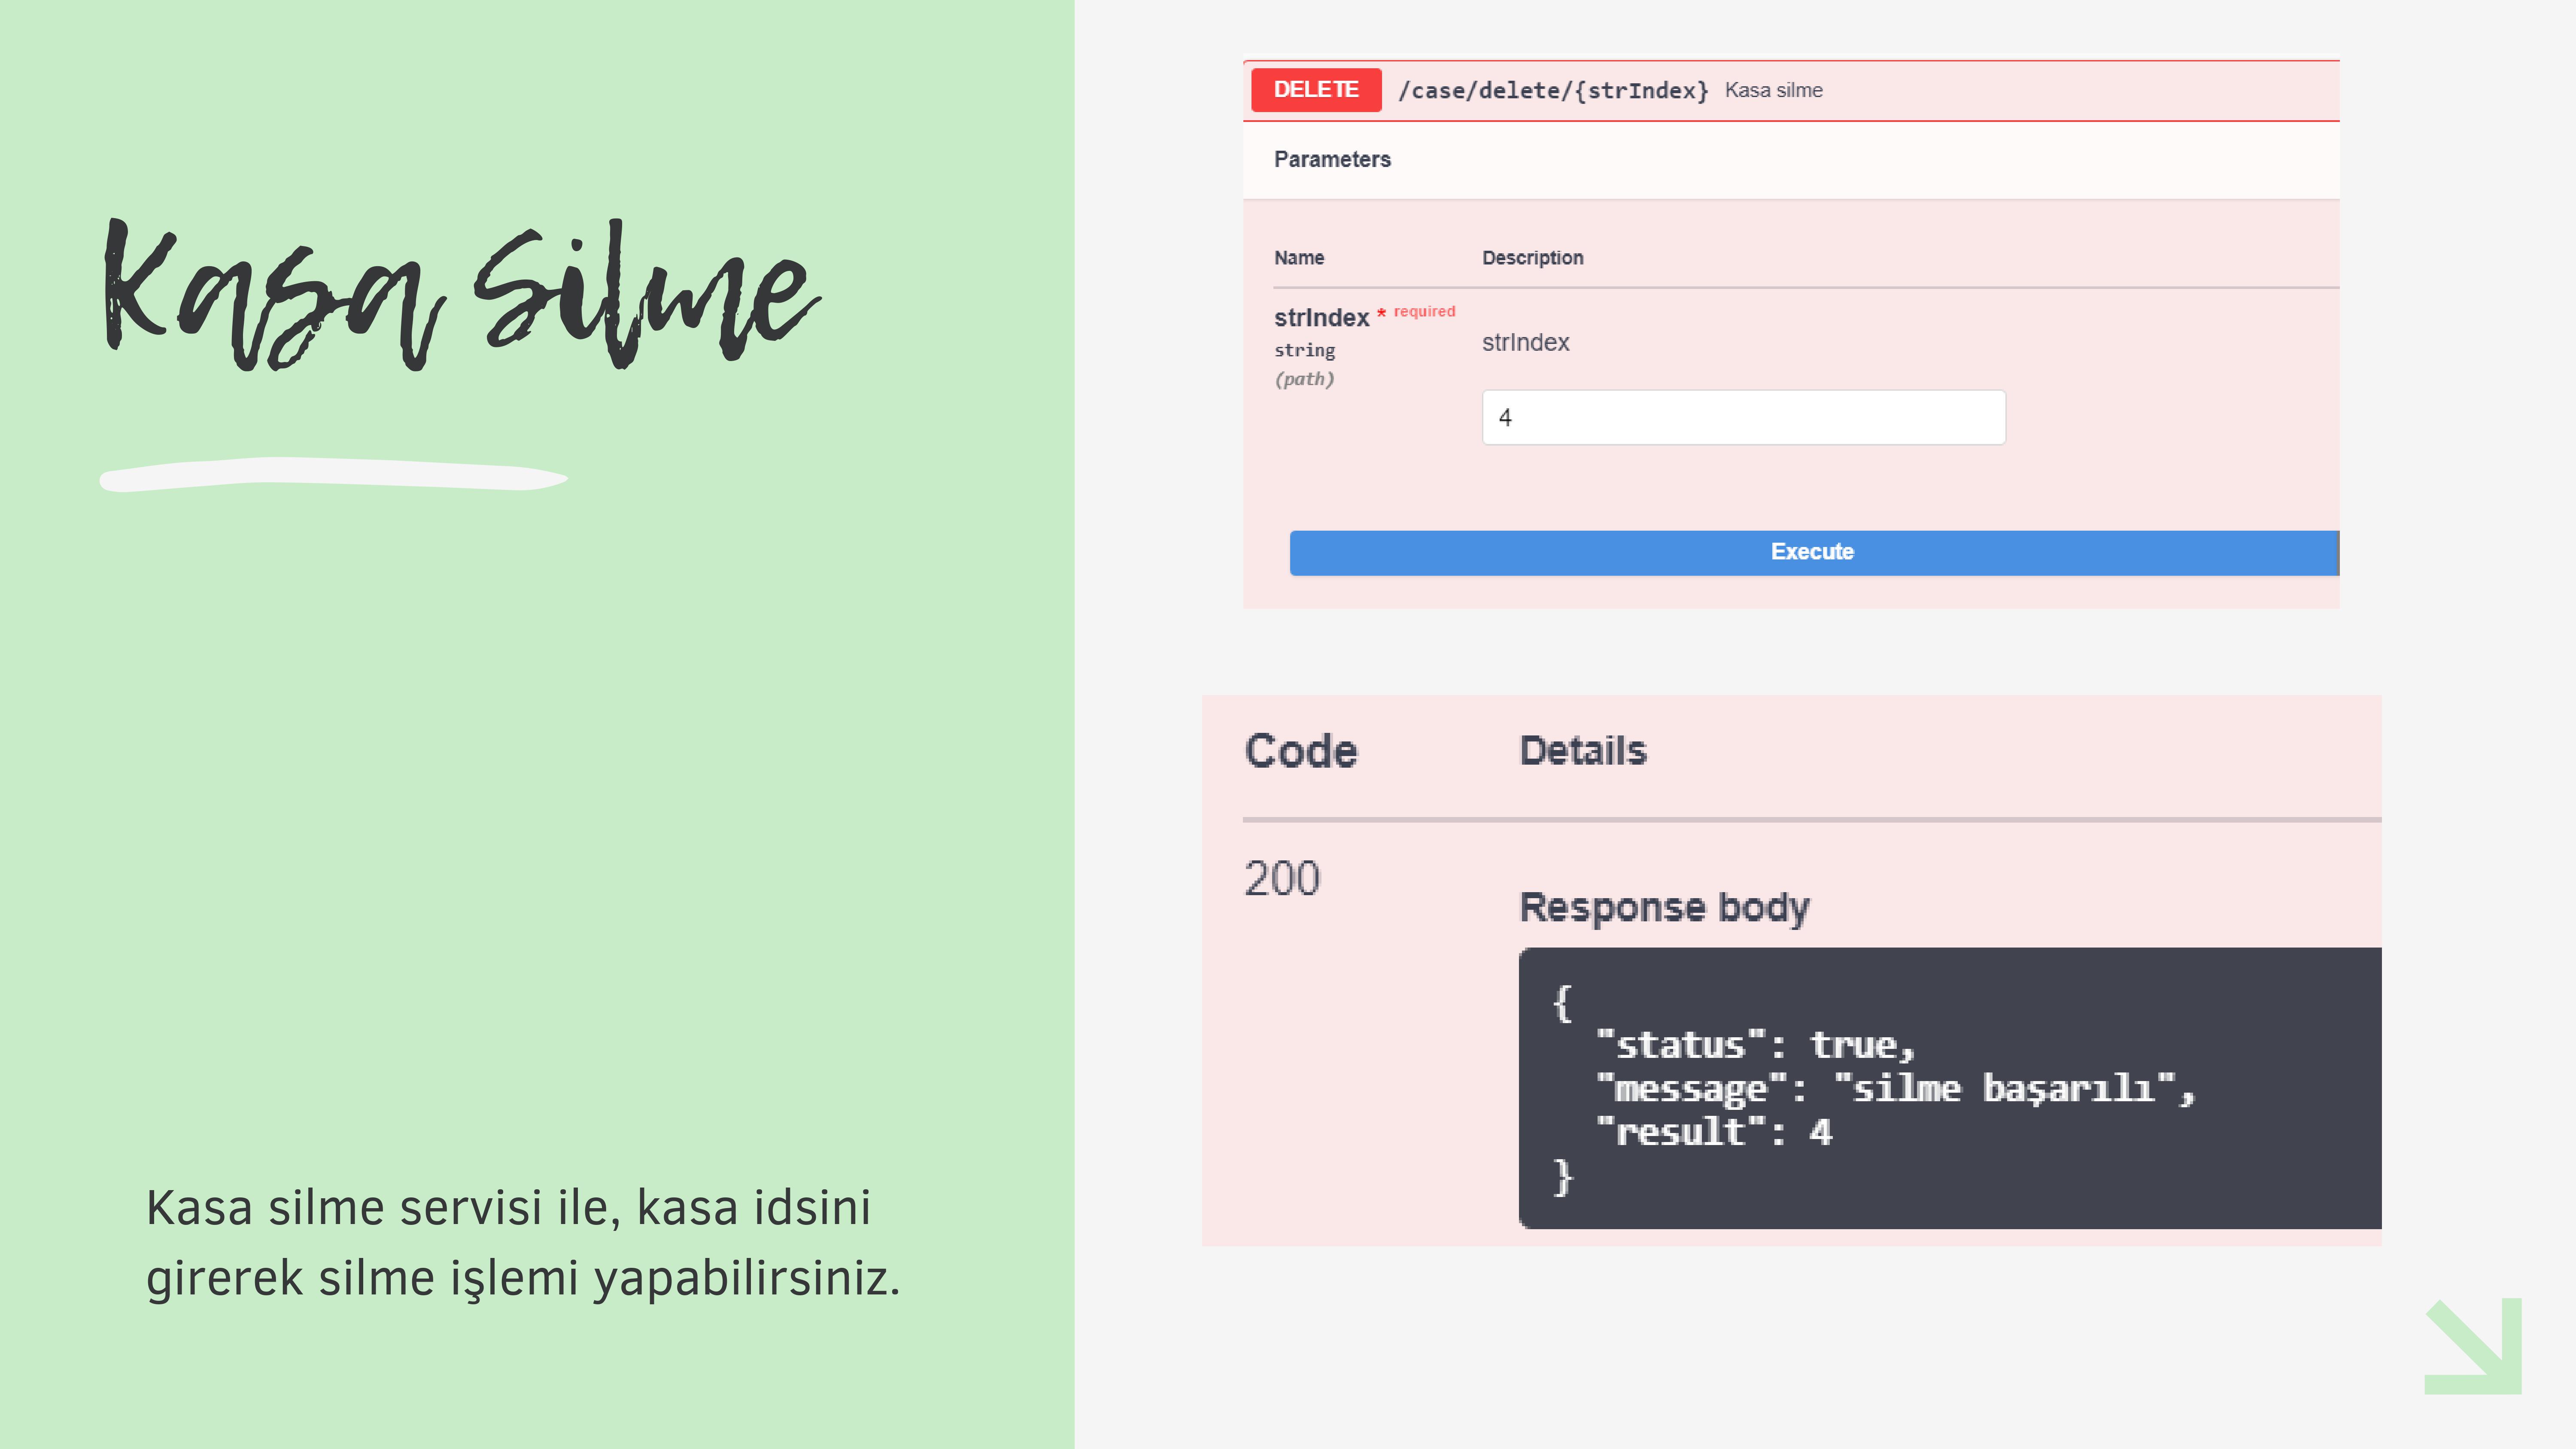 Kasa Silme
Kasa silme servisi ile, kasa idsini
girerek silme işlemi yapabilirsiniz.
DELETE /case/delete/{strIndex} Kasa silme
Parameters
Name Description
strIndex * required
string
(path)
strIndex
4
Execute
Code Details
200
Response body
{
"status": true,
"message": "silme başarılı",
"result": 4
}